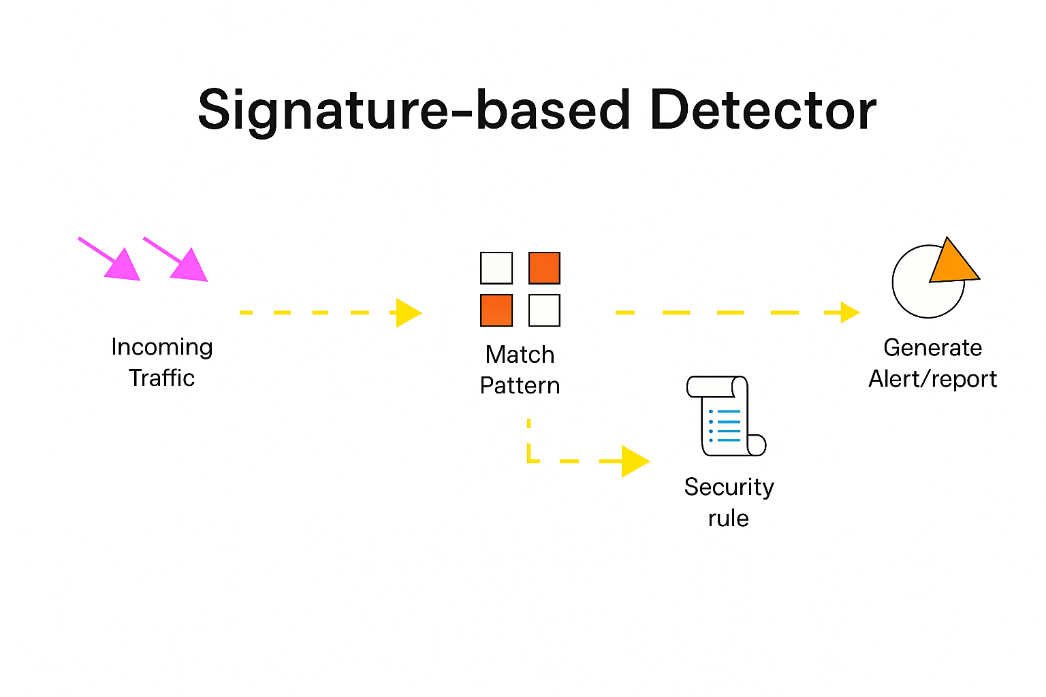 Signature-based Detector
Incoming
Traffic
Match
Pattern
Generate
Alert/report
Security
rule